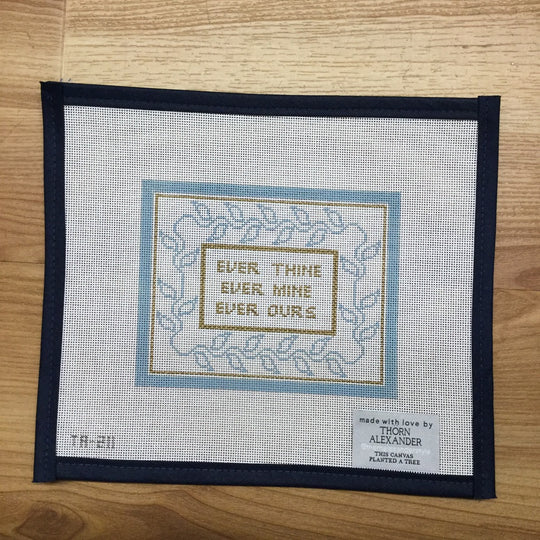 EVER THINE
EVER MINE
EVER OURS
TA-211
made with love by
THORN
ALEXANDER
THIS CANVAS
PLANTED A TREE